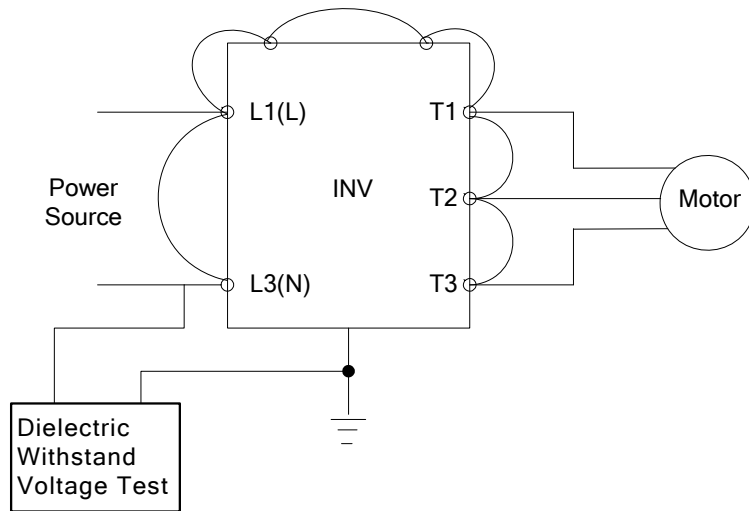 L1(L)
T1
Power
Source
INV
T2
Motor
L3(N)
T3
Dielectric
Withstand
Voltage Test